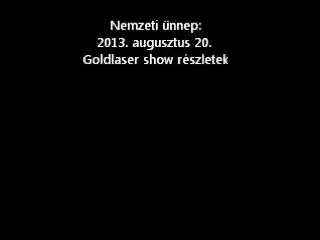 Nemzeti ünnep:
2013. augusztus 20.
Goldlaser show részletek